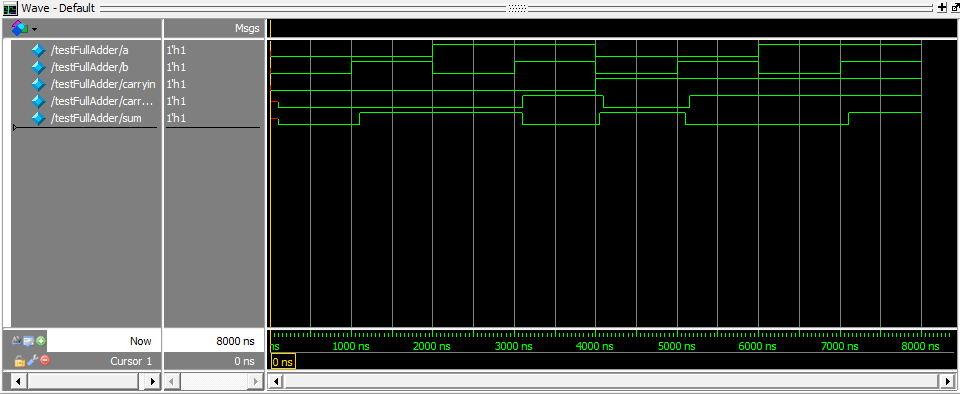 Wave - Default
Msgs
/testFullAdder/a 1'h1
/testFullAdder/b 1'h1
/testFullAdder/carryin 1'h1
/testFullAdder/carr... 1'h1
/testFullAdder/sum 1'h1
Now 8000 ns ns 1000 ns 2000 ns 3000 ns 4000 ns 5000 ns 6000 ns 7000 ns 8000 ns
Cursor 1 0 ns 0 ns